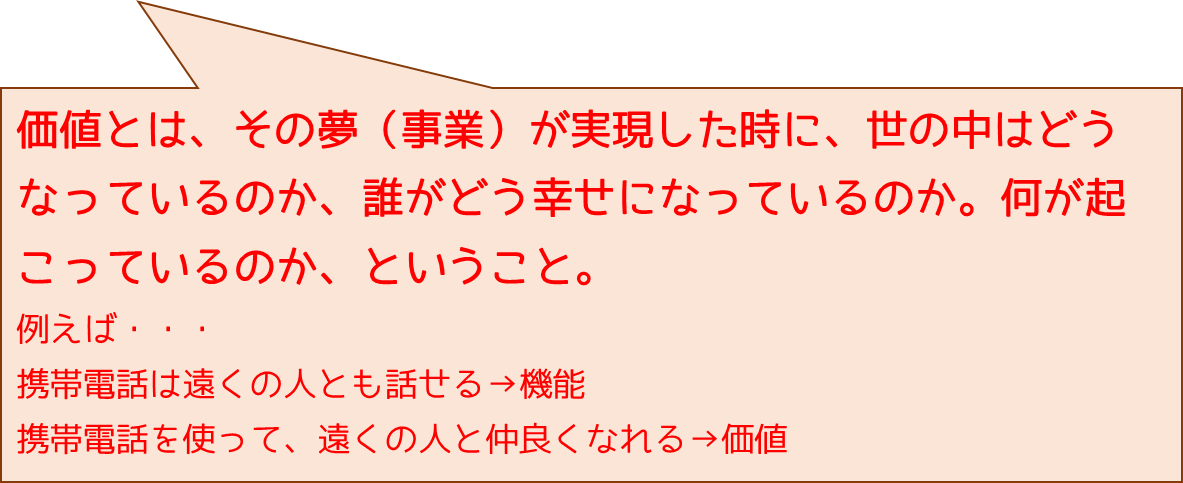 価値とは、その夢（事業）が実現した時に、世の中はどう
なっているのか、誰がどう幸せになっているのか。何が起
こっているのか、ということ。
例えば・・・
携帯電話は遠くの人とも話せる→機能
携帯電話を使って、遠くの人と仲良くなれる→価値